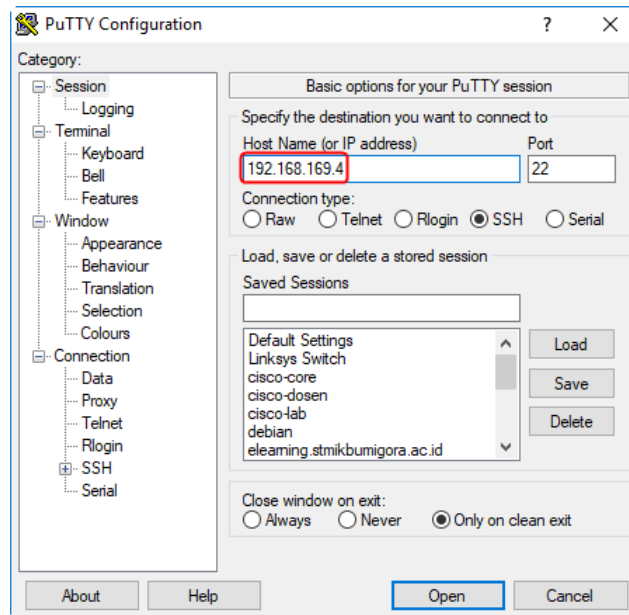 PuTTY Configuration
?
Category:
Session
Logging
Terminal
Keyboard
Bell
Features
Window
Appearance
Behaviour
Translation
Selection
Colours
Connection
Data
Proxy
Telnet
Rlogin
SSH
Serial
Basic options for your PuTTY session
Specify the destination you want to connect to
Host Name (or IP address) Port
192.168.169.4 22
Connection type:
Raw Telnet Rlogin SSH Serial
Load, save or delete a stored session
Saved Sessions
Default Settings
Linksys Switch
cisco-core
cisco-dosen
cisco-lab
debian
elearning.stmikbumigora.ac.id
Load
Save
Delete
Close window on exit:
Always Never Only on clean exit
About Help Open Cancel